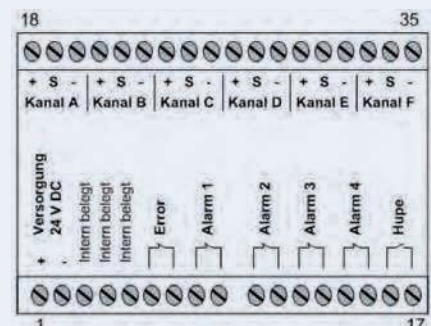 18 35
+ S - + S - + S - + S - + S - + S -
Kanal A Kanal B Kanal C Kanal D Kanal E Kanal F
+ Versorgung
- 24 V DC
Intern belegt
Intern belegt
Intern belegt
Error
Alarm 1
Alarm 2
Alarm 3
Alarm 4
Hupe
1 17